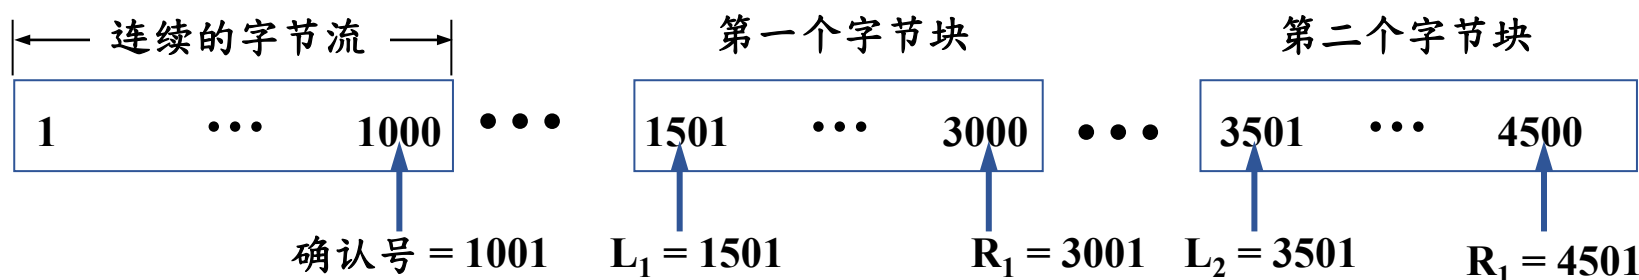 连续的字节流 第一个字节块 第二个字节块
1 ••• 1000 ••• 1501 ••• 3000 ••• 3501 ••• 4500
确认号 = 1001 L₁ = 1501 R₁ = 3001 L₂ = 3501 R₁ = 4501